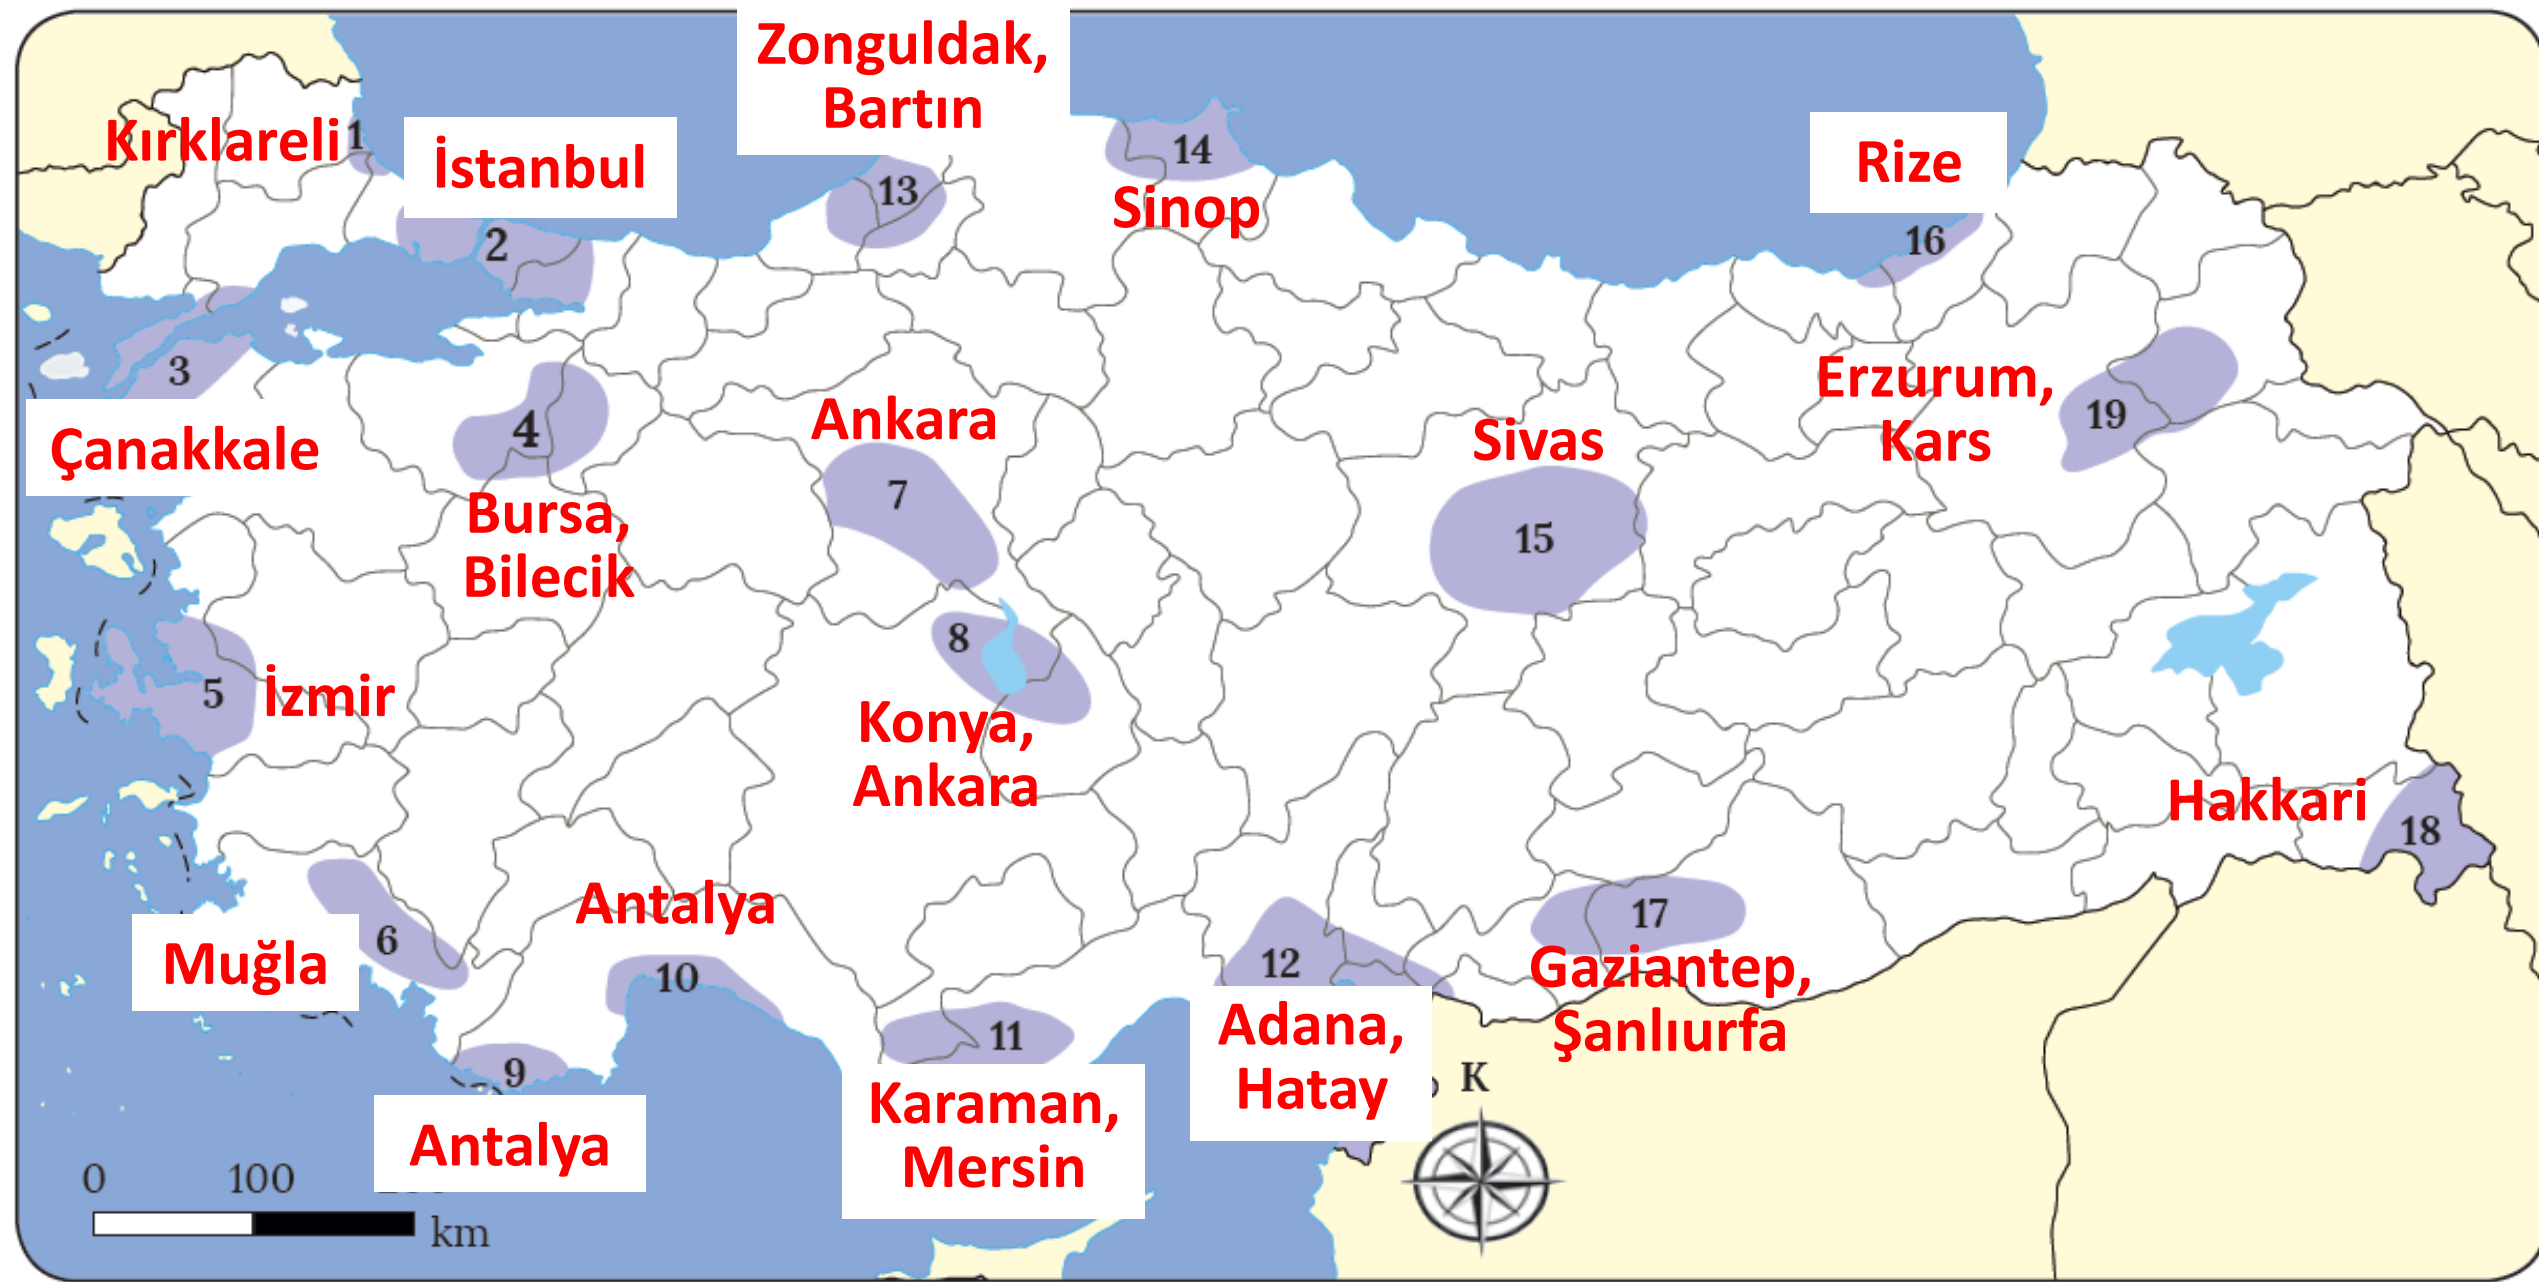 Zonguldak,
Bartın
Kırklareli 1
İstanbul
14
Sinop
Rize
13
2
16
3
Çanakkale
4
Bursa,
Bilecik
Ankara
7
Sivas
15
Erzurum,
Kars
19
8
Konya,
Ankara
5 İzmir
Hakkari
18
Antalya
10
Muğla
6
9
Antalya
11
Karaman,
Mersin
12
Adana,
Hatay
17
Gaziantep,
Şanlıurfa
K
0 100
km